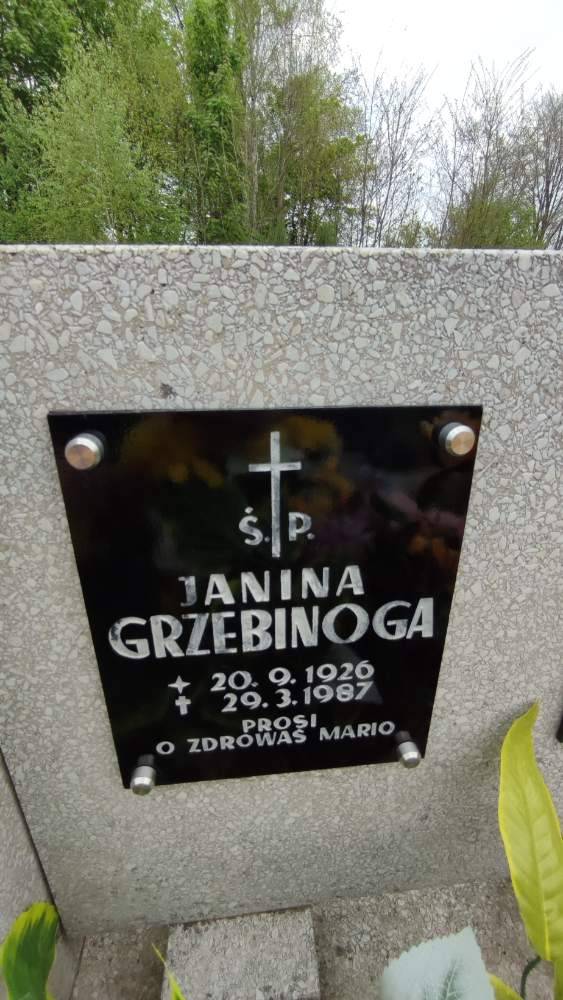 Ś. P.
JANINA
GRZEBINOGA
20. 9. 1926
29. 3. 1987
PROSI
O ZDROWAŚ MARIO